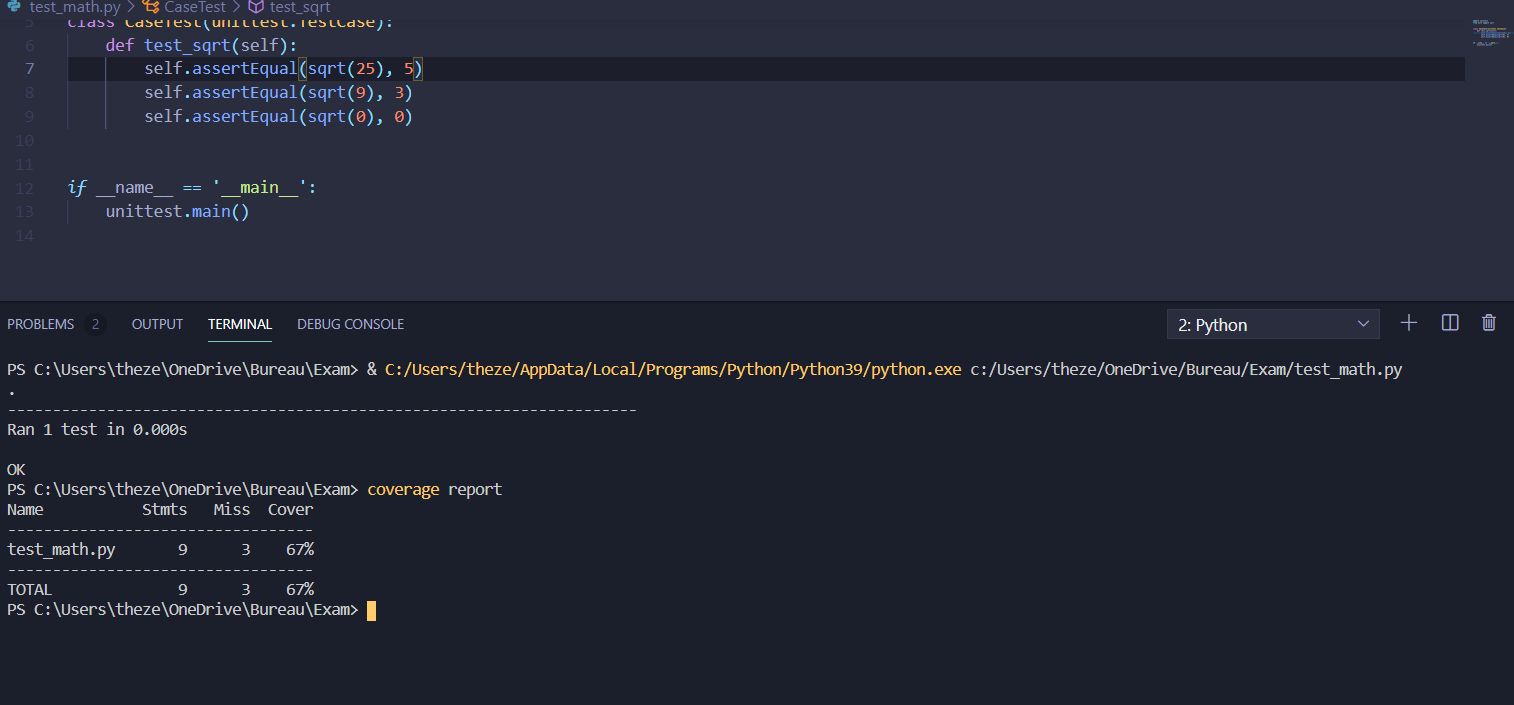 test_math.py > CaseTest > test_sqrt
5 class CaseTest(unittest.TestCase):
6 def test_sqrt(self):
7 self.assertEqual(sqrt(25), 5)
8 self.assertEqual(sqrt(9), 3)
9 self.assertEqual(sqrt(0), 0)
10
11
12 if __name__ == '__main__':
13 unittest.main()
14
PROBLEMS 2 OUTPUT TERMINAL DEBUG CONSOLE 2: Python
PS C:\Users\theze\OneDrive\Bureau\Exam> & C:/Users/theze/AppData/Local/Programs/Python/Python39/python.exe c:/Users/theze/OneDrive/Bureau/Exam/test_math.py
.
----------------------------------------------------------------------
Ran 1 test in 0.000s
OK
PS C:\Users\theze\OneDrive\Bureau\Exam> coverage report
Name Stmts Miss Cover
----------------------------------
test_math.py 9 3 67%
----------------------------------
TOTAL 9 3 67%
PS C:\Users\theze\OneDrive\Bureau\Exam>